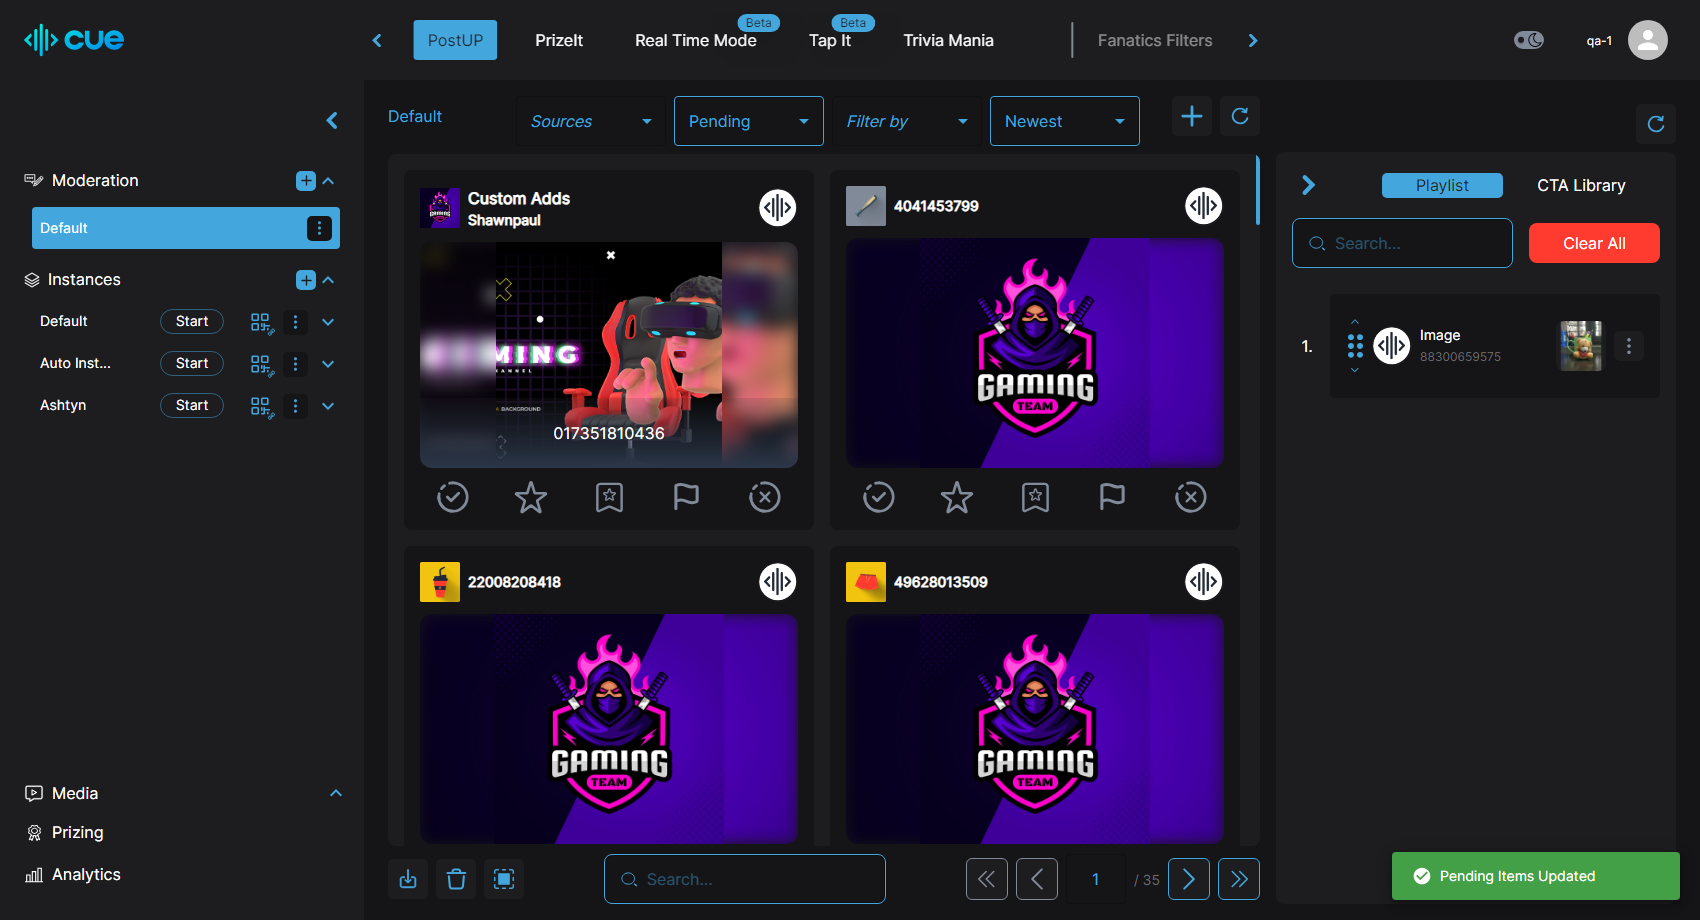 cue
PostUP
PrizeIt
Real Time Mode
Beta
Tap It
Beta
Trivia Mania
Fanatics Filters
qa-1
Moderation
Default
Instances
Default
Start
Auto Inst...
Start
Ashtyn
Start
Media
Prizing
Analytics
Default
Sources
Pending
Filter by
Newest
Custom Adds
Shawnpaul
MING
017351810436
4041453799
GAMING
TEAM
22008208418
GAMING
TEAM
49628013509
GAMING
TEAM
Search...
1
/ 35
Playlist
CTA Library
Search...
Clear All
1.
Image
88300659575
Pending Items Updated